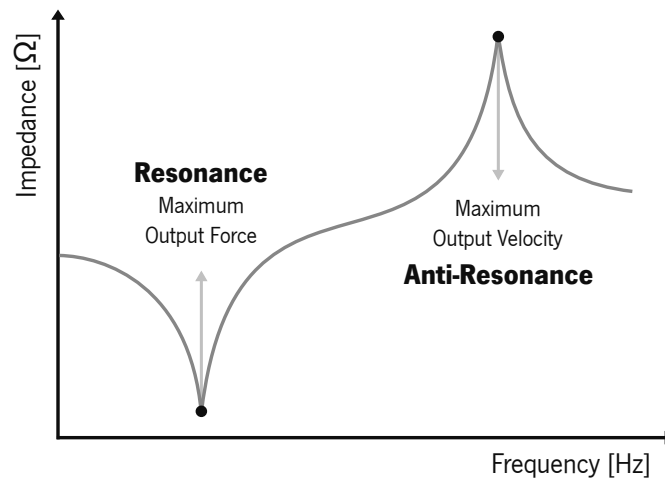 Impedance [Ω]
Resonance
Maximum
Output Force
Maximum
Output Velocity
Anti-Resonance
Frequency [Hz]